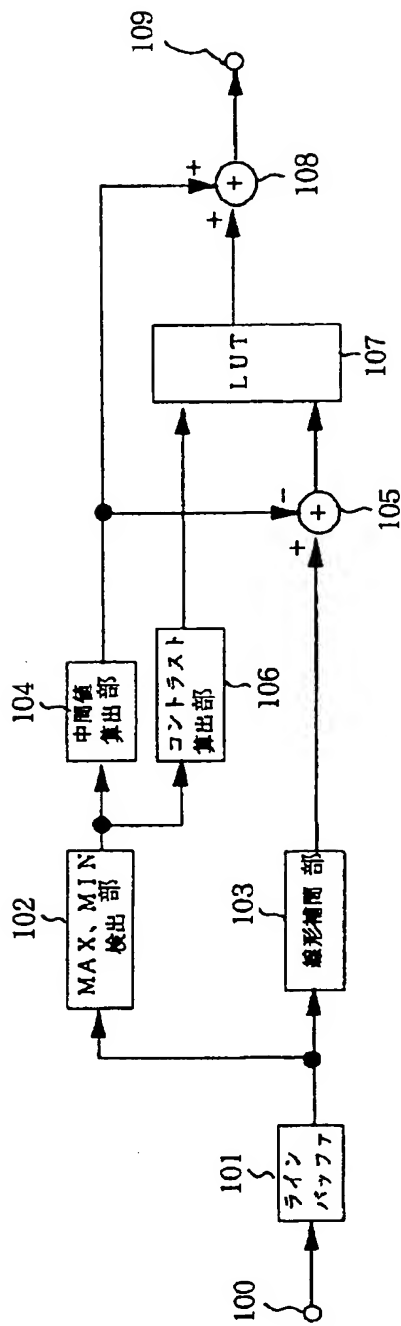 100
101
ライン
バッファ
102
MAX、MIN
検出部
103
線形補間部
104
中間値
算出部
105
+
-
+
106
コントラスト
算出部
107
LUT
108
+
+
+
109